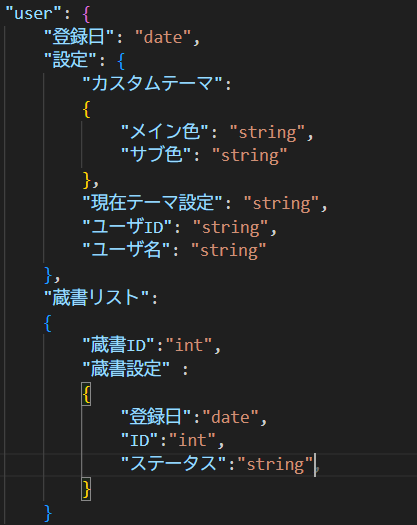 "user": {
"登録日": "date",
"設定": {
"カスタムテーマ":
{
"メイン色": "string",
"サブ色": "string"
},
"現在テーマ設定": "string",
"ユーザID": "string",
"ユーザ名": "string"
},
"蔵書リスト":
{
"蔵書ID":"int",
"蔵書設定" :
{
"登録日":"date",
"ID":"int",
"ステータス":"string",
}
}